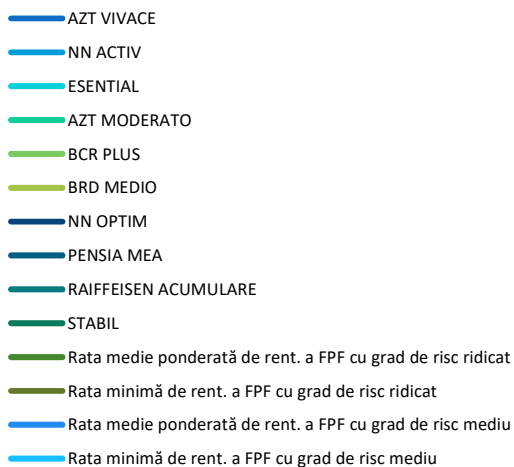 AZT VIVACE
NN ACTIV
ESENTIAL
AZT MODERATO
BCR PLUS
BRD MEDIO
NN OPTIM
PENSIA MEA
RAIFFEISEN ACUMULARE
STABIL
Rata medie ponderată de rent. a FPF cu grad de risc ridicat
Rata minimă de rent. a FPF cu grad de risc ridicat
Rata medie ponderată de rent. a FPF cu grad de risc mediu
Rata minimă de rent. a FPF cu grad de risc mediu